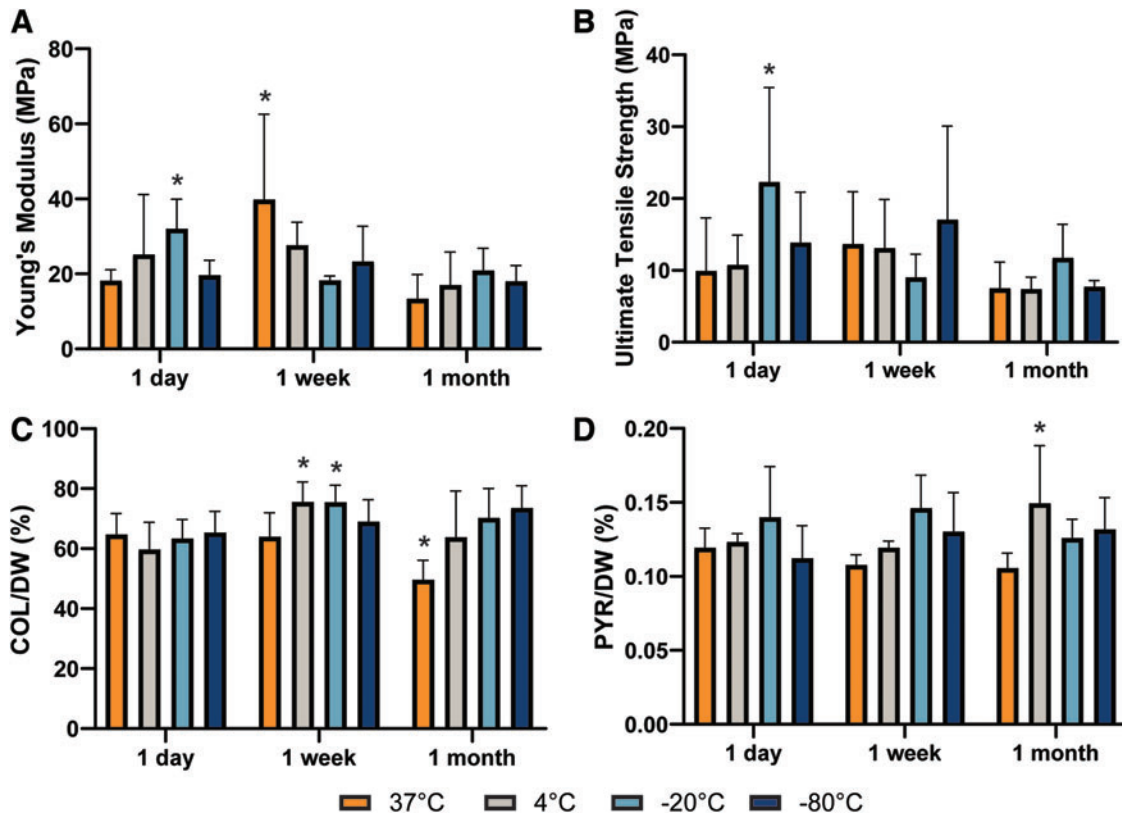 A
Young's Modulus (MPa)
80
60
40
20
0
*
*
1 day
1 week
1 month
B
Ultimate Tensile Strength (MPa)
40
30
20
10
0
*
1 day
1 week
1 month
C
COL/DW (%)
100
80
60
40
20
0
*
*
*
1 day
1 week
1 month
D
PYR/DW (%)
0.20
0.15
0.10
0.05
0.00
*
1 day
1 week
1 month
37°C
4°C
-20°C
-80°C